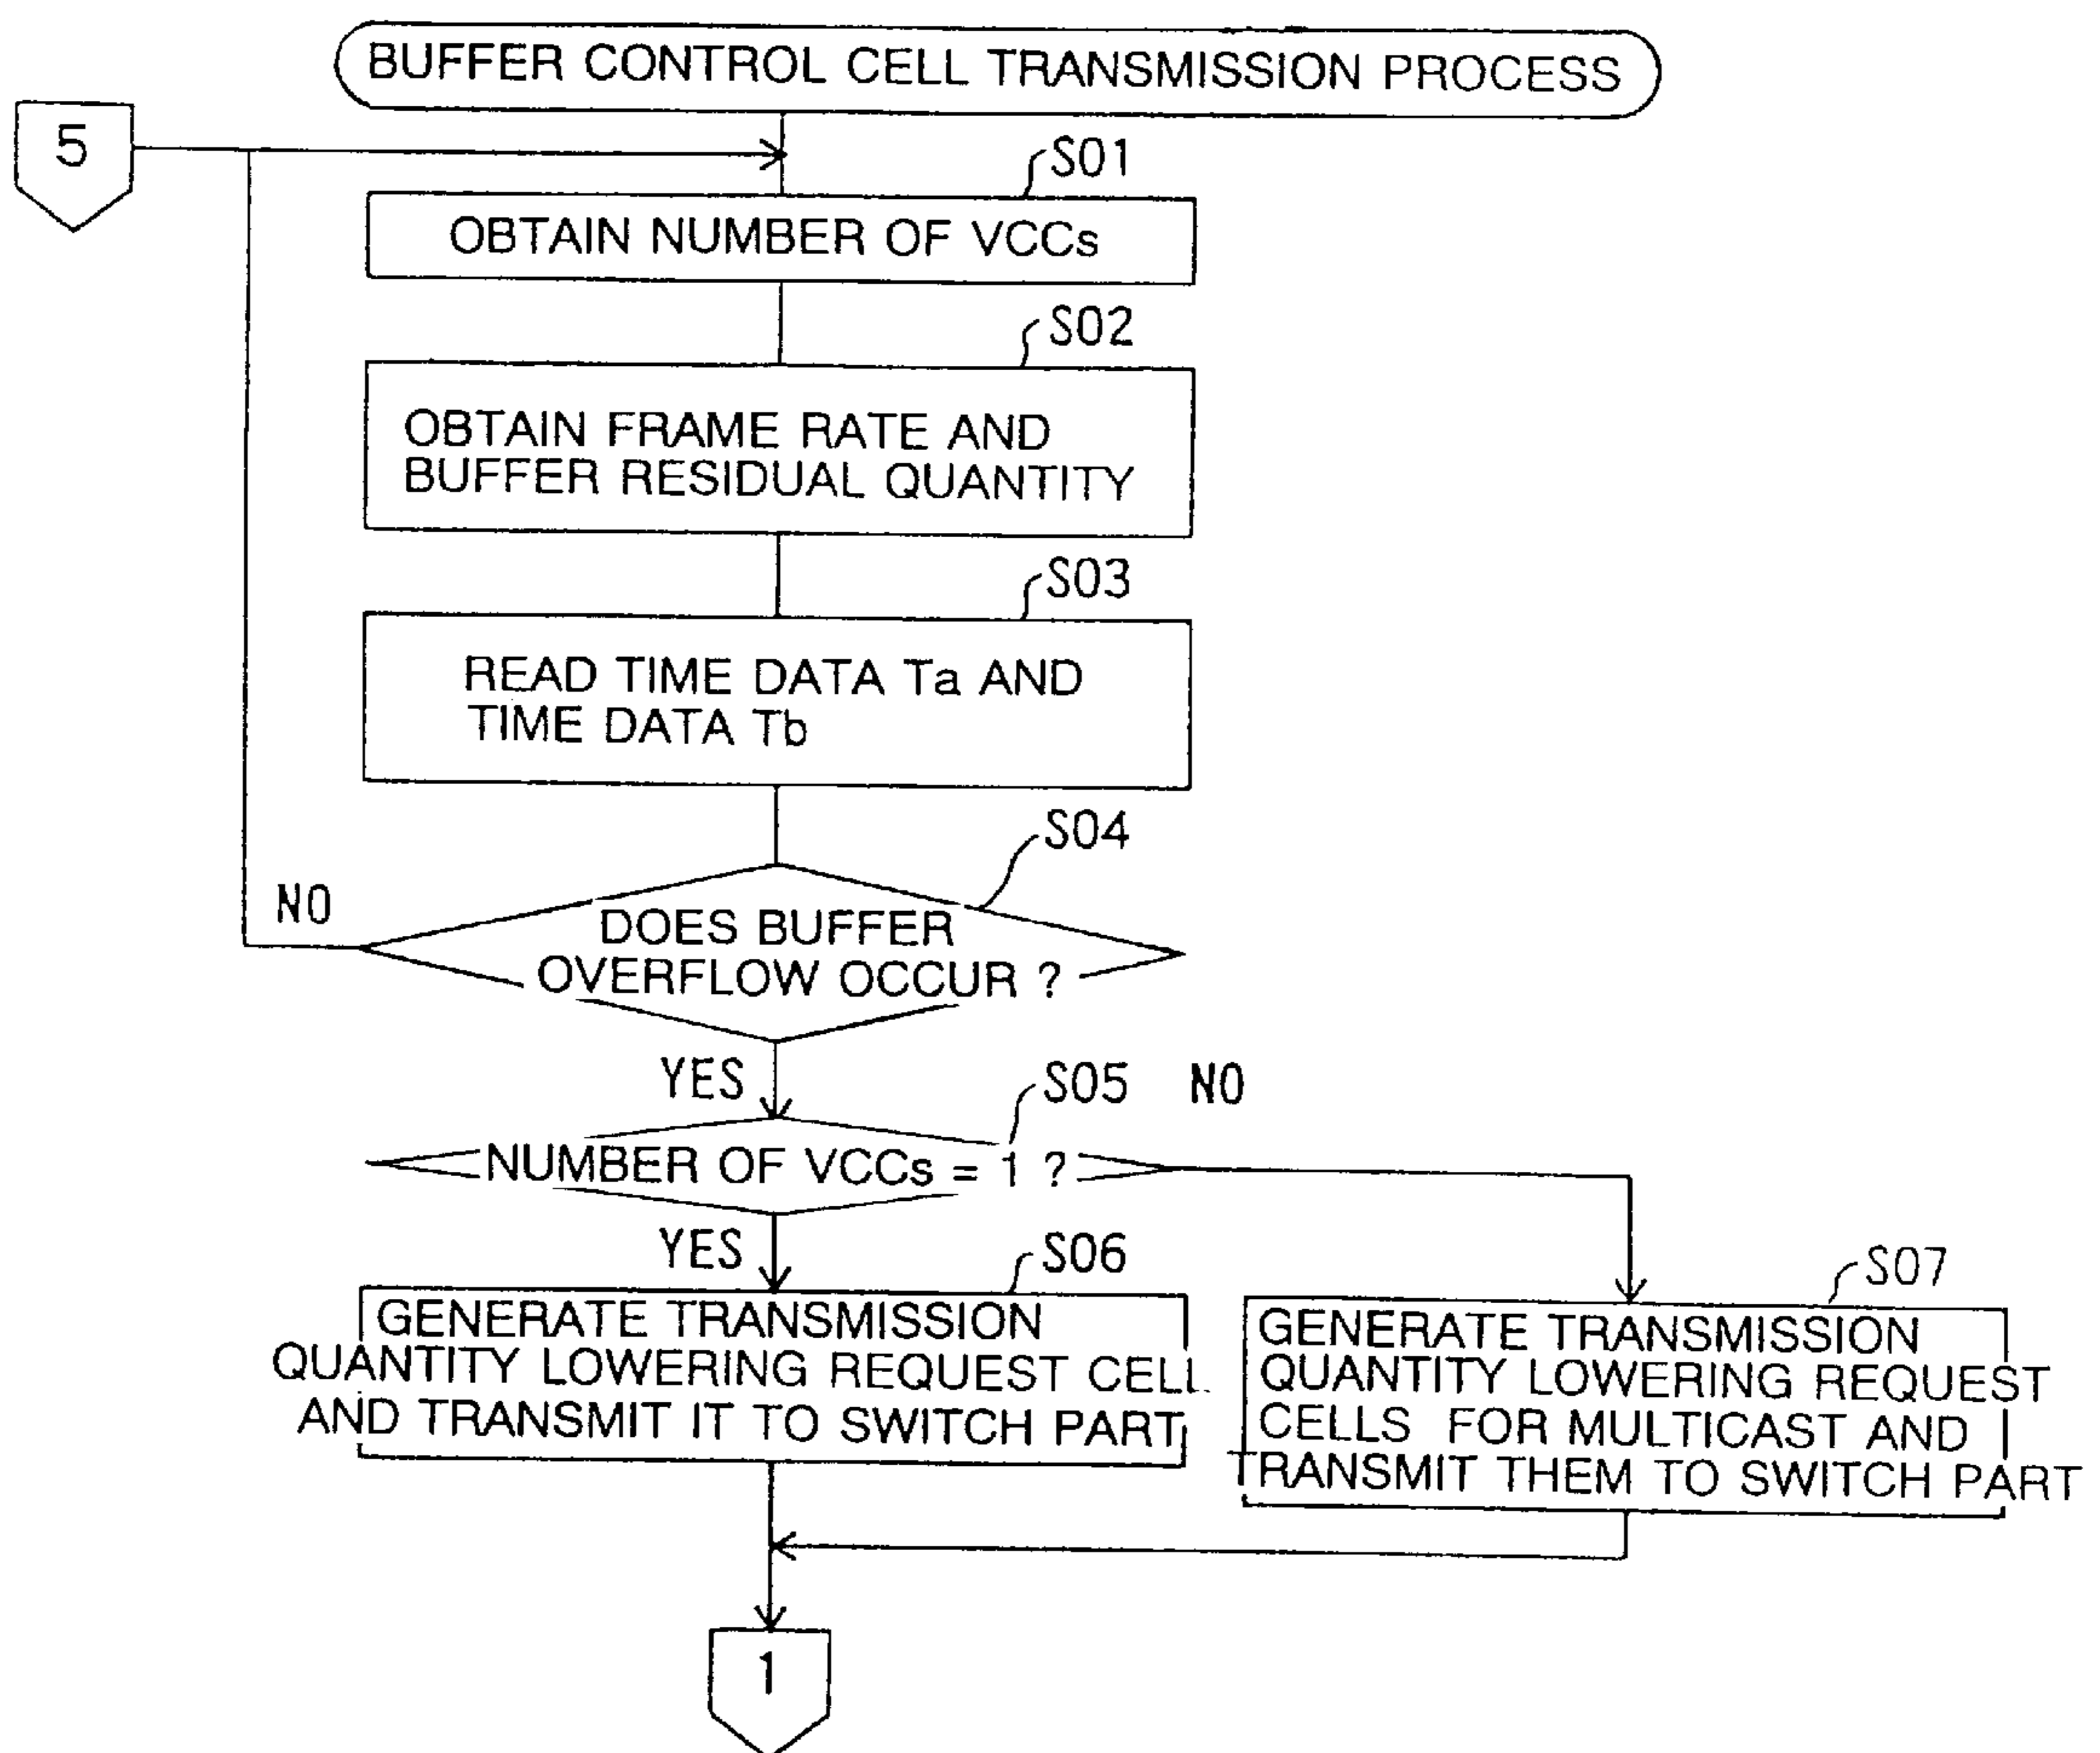 BUFFER CONTROL CELL TRANSMISSION PROCESS
5
S01
OBTAIN NUMBER OF VCCs
S02
OBTAIN FRAME RATE AND
BUFFER RESIDUAL QUANTITY
S03
READ TIME DATA Ta AND
TIME DATA Tb
S04
NO
DOES BUFFER
OVERFLOW OCCUR ?
YES
S05
NO
NUMBER OF VCCs = 1 ?
YES
S06
GENERATE TRANSMISSION
QUANTITY LOWERING REQUEST CELL
AND TRANSMIT IT TO SWITCH PART
S07
GENERATE TRANSMISSION
QUANTITY LOWERING REQUEST
CELLS FOR MULTICAST AND
TRANSMIT THEM TO SWITCH PART
1